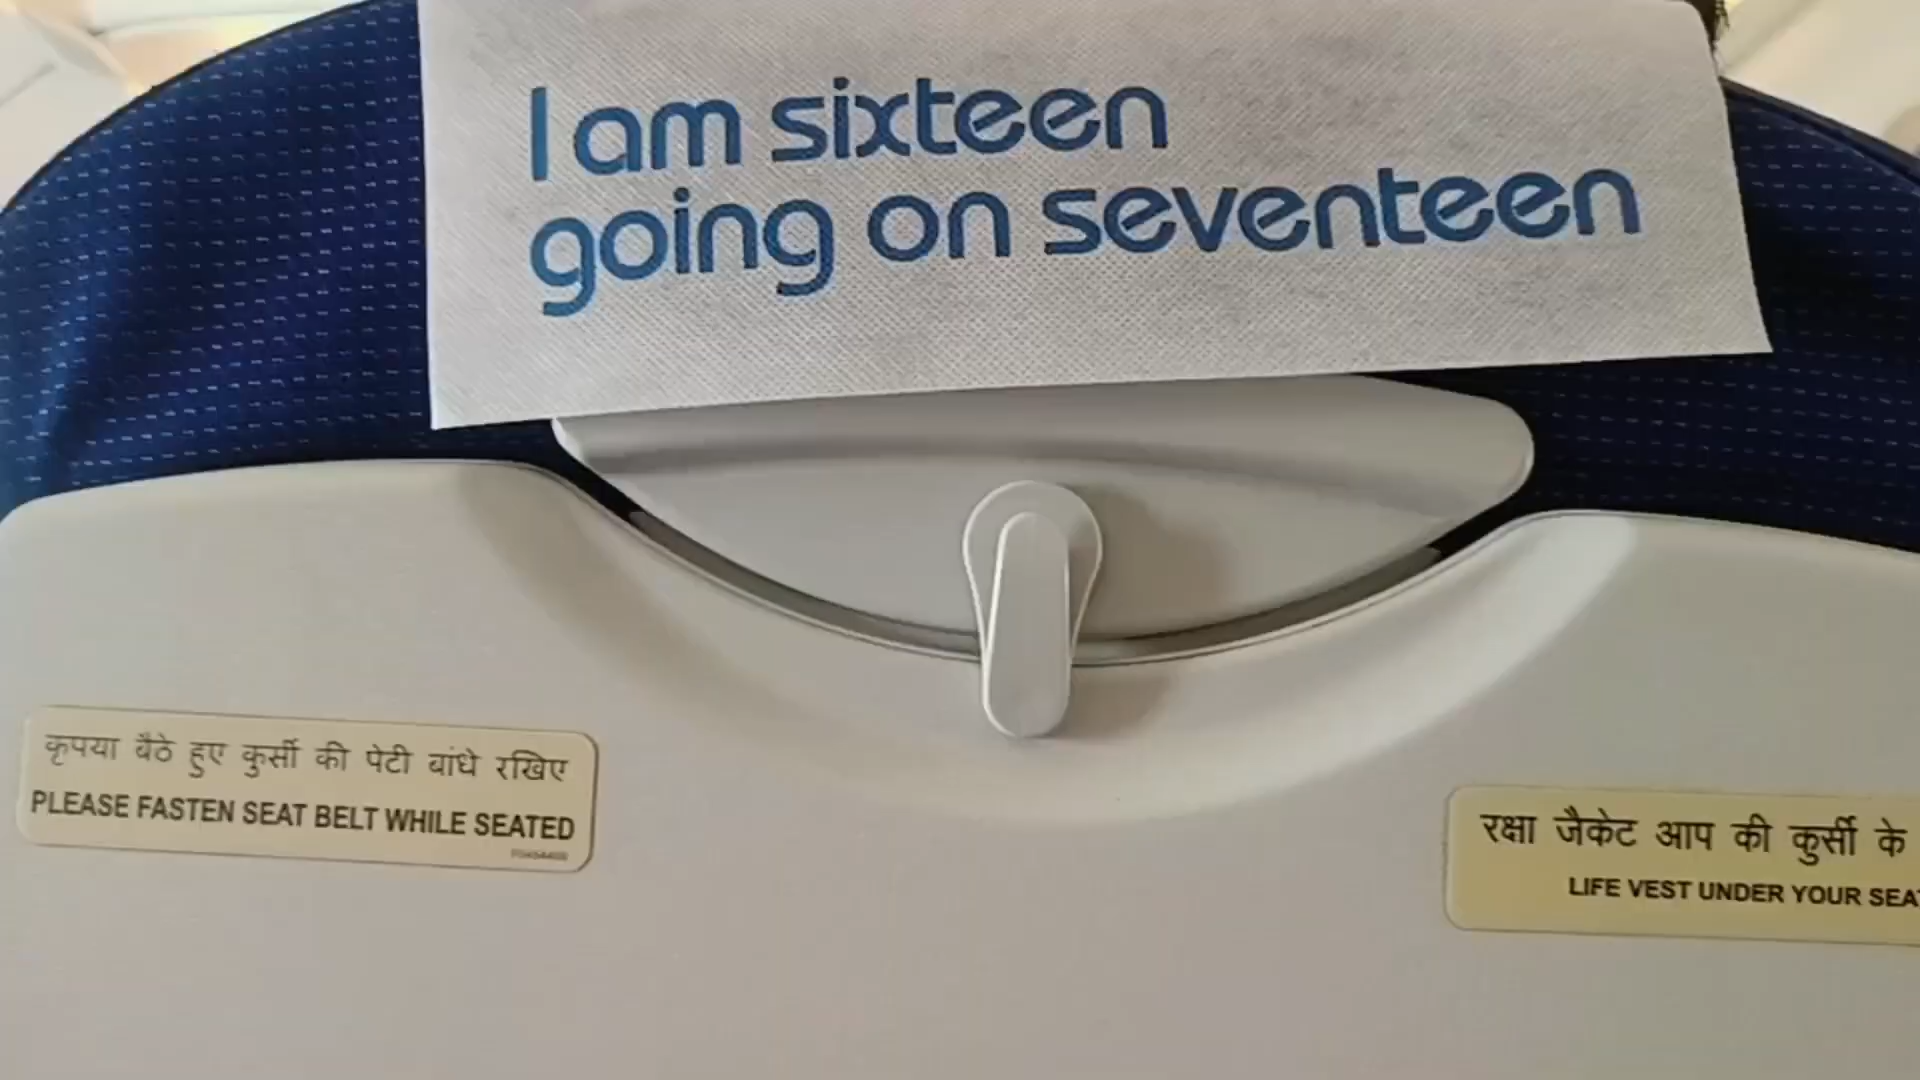 I am sixteen
going on seventeen
कृपया बैठे हुए कुर्सी की पेटी बांधे रखिए
PLEASE FASTEN SEAT BELT WHILE SEATED
रक्षा जैकेट आप की कुर्सी के
LIFE VEST UNDER YOUR SEA